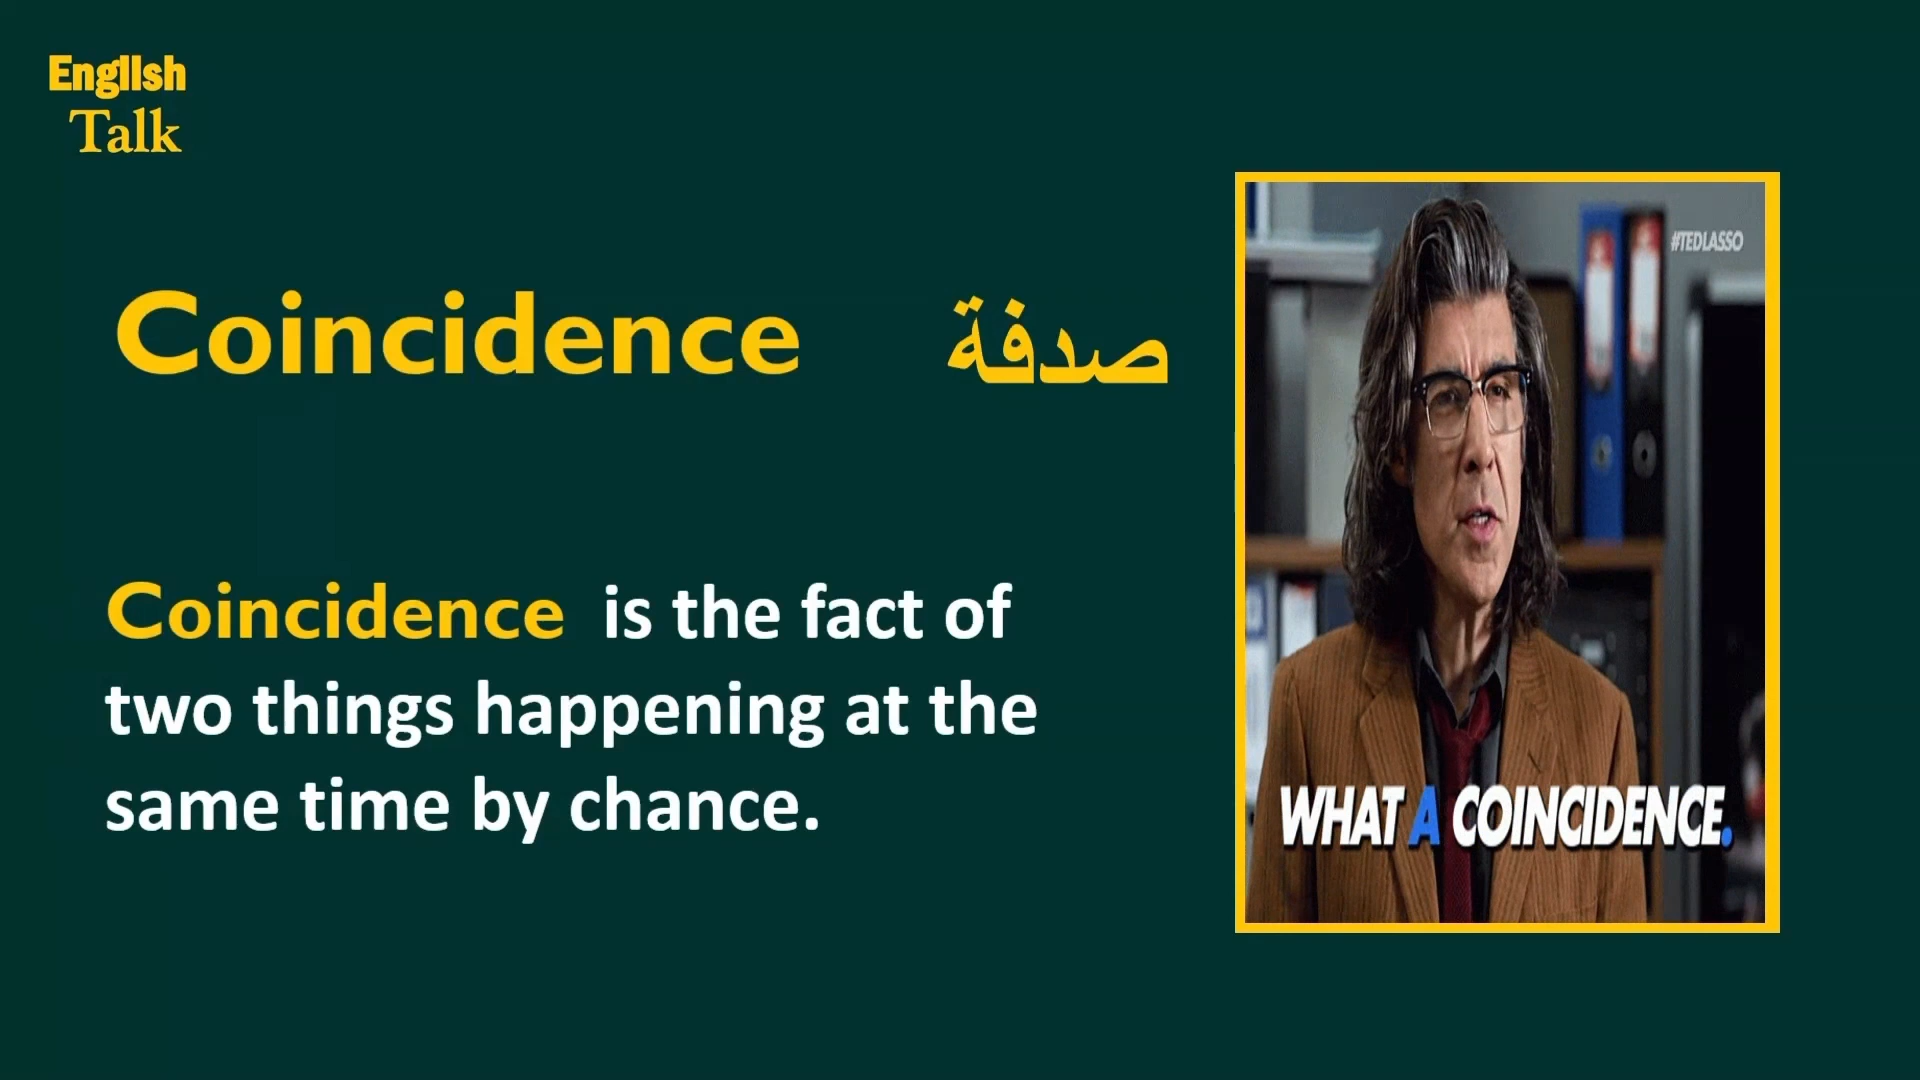 English
Talk
Coincidence صدفة
Coincidence is the fact of
two things happening at the
same time by chance.
#TEDLASSO
WHAT A COINCIDENCE.